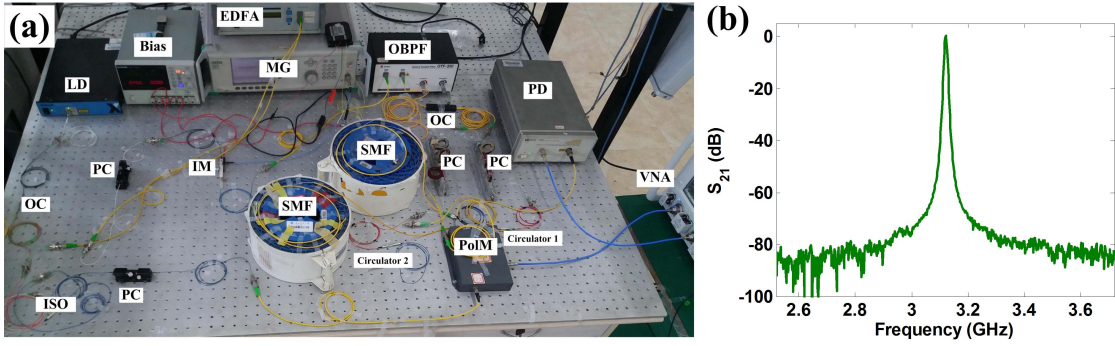 (a)
EDFA
Bias
MG
OBPF
LD
PD
OC
SMF
PC
IM
PC
PC
VNA
SMF
OC
PolM
Circulator 1
Circulator 2
ISO
PC
(b)
0
-20
-40
-60
-80
-100
S21 (dB)
2.6 2.8 3 3.2 3.4 3.6
Frequency (GHz)